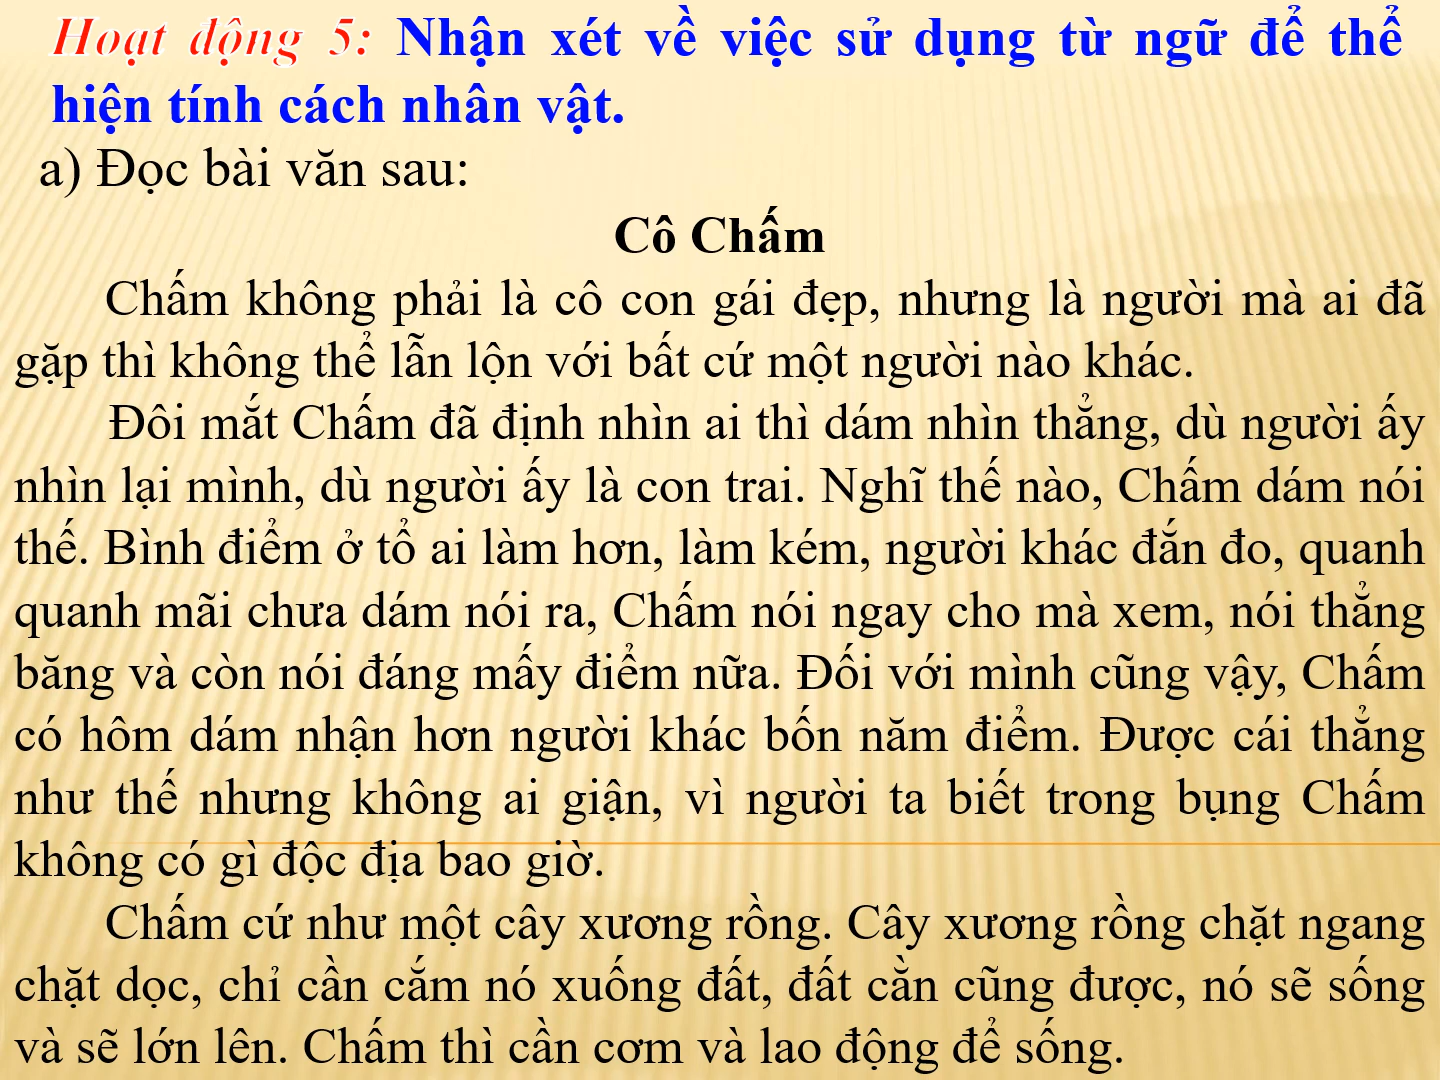 Hoạt động 5: Nhận xét về việc sử dụng từ ngữ để thể
hiện tính cách nhân vật.
a) Đọc bài văn sau:
Cô Chấm
Chấm không phải là cô con gái đẹp, nhưng là người mà ai đã
gặp thì không thể lẫn lộn với bất cứ một người nào khác.
Đôi mắt Chấm đã định nhìn ai thì dám nhìn thẳng, dù người ấy
nhìn lại mình, dù người ấy là con trai. Nghĩ thế nào, Chấm dám nói
thế. Bình điểm ở tổ ai làm hơn, làm kém, người khác đắn đo, quanh
quanh mãi chưa dám nói ra, Chấm nói ngay cho mà xem, nói thẳng
băng và còn nói đáng mấy điểm nữa. Đối với mình cũng vậy, Chấm
có hôm dám nhận hơn người khác bốn năm điểm. Được cái thẳng
như thế nhưng không ai giận, vì người ta biết trong bụng Chấm
không có gì độc địa bao giờ.
Chấm cứ như một cây xương rồng. Cây xương rồng chặt ngang
chặt dọc, chỉ cần cắm nó xuống đất, đất cằn cũng được, nó sẽ sống
và sẽ lớn lên. Chấm thì cần cơm và lao động để sống.